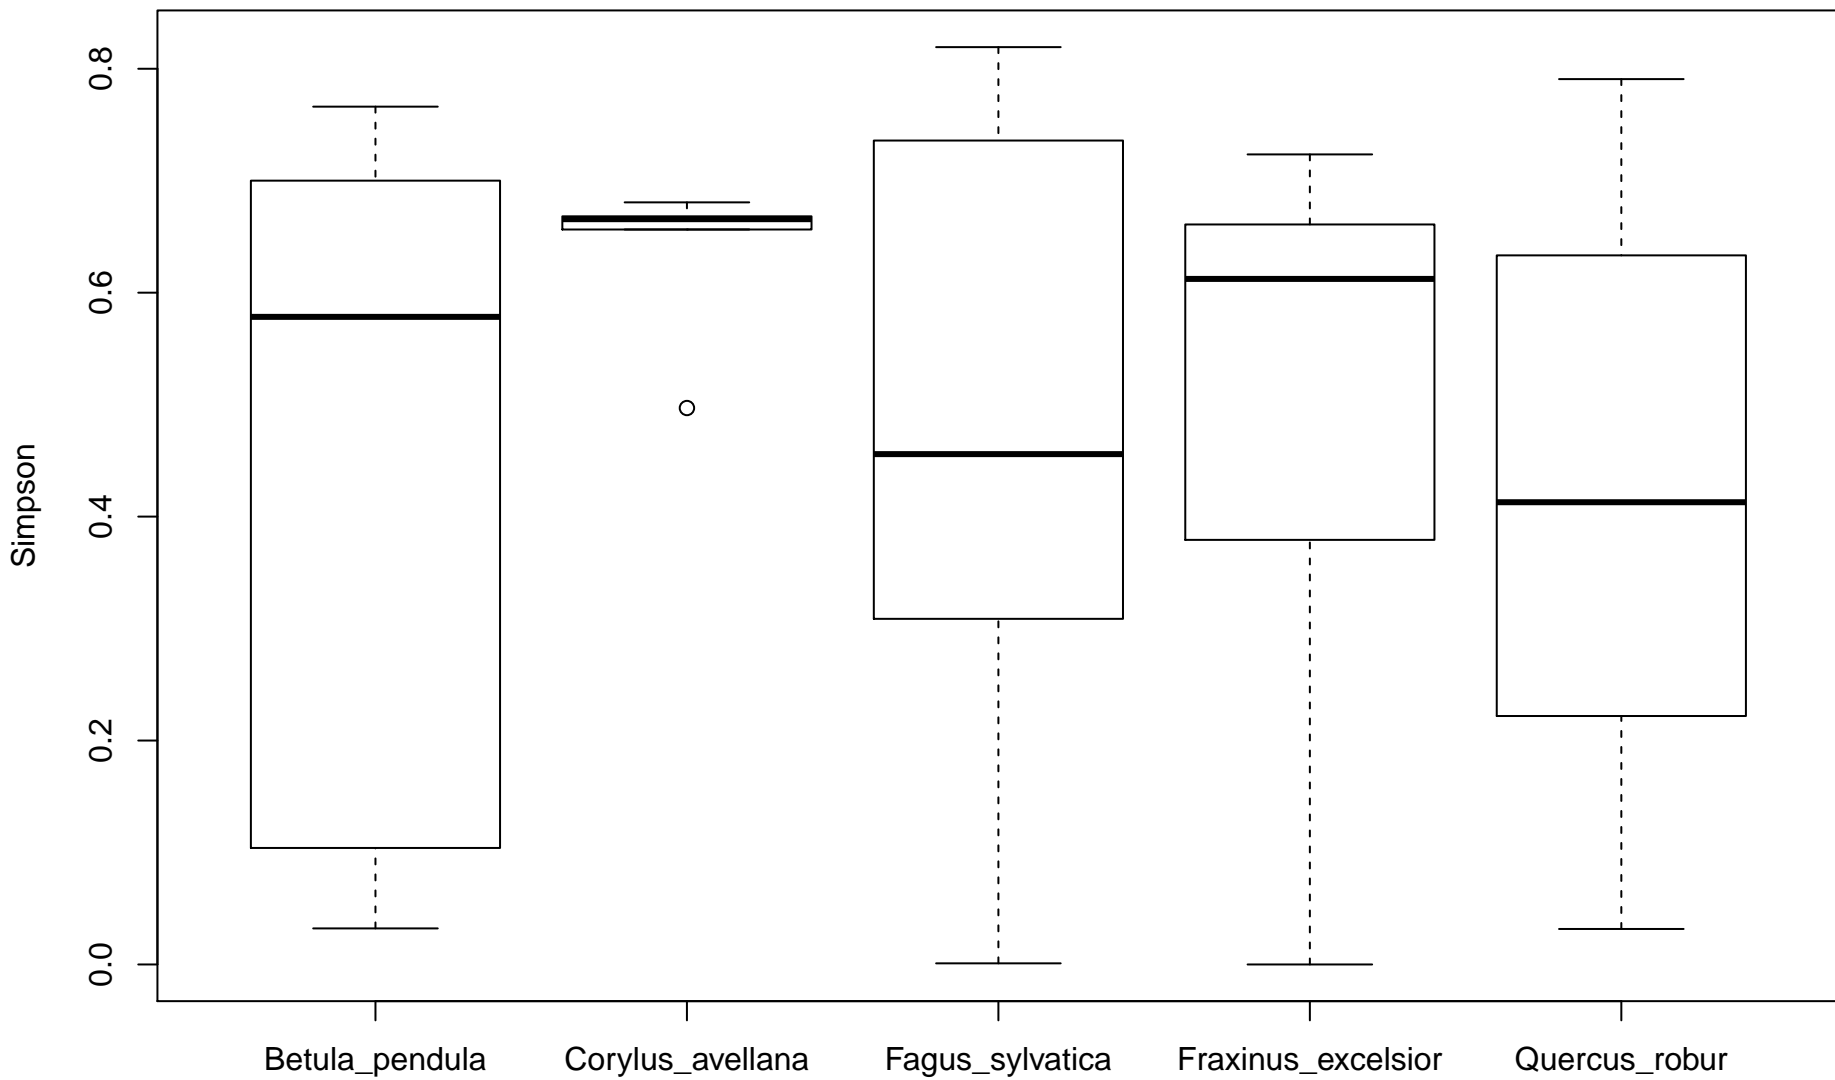 Simpson
0.8
0.6
0.4
0.2
0.0
Betula_pendula Corylus_avellana Fagus_sylvatica Fraxinus_excelsior Quercus_robur